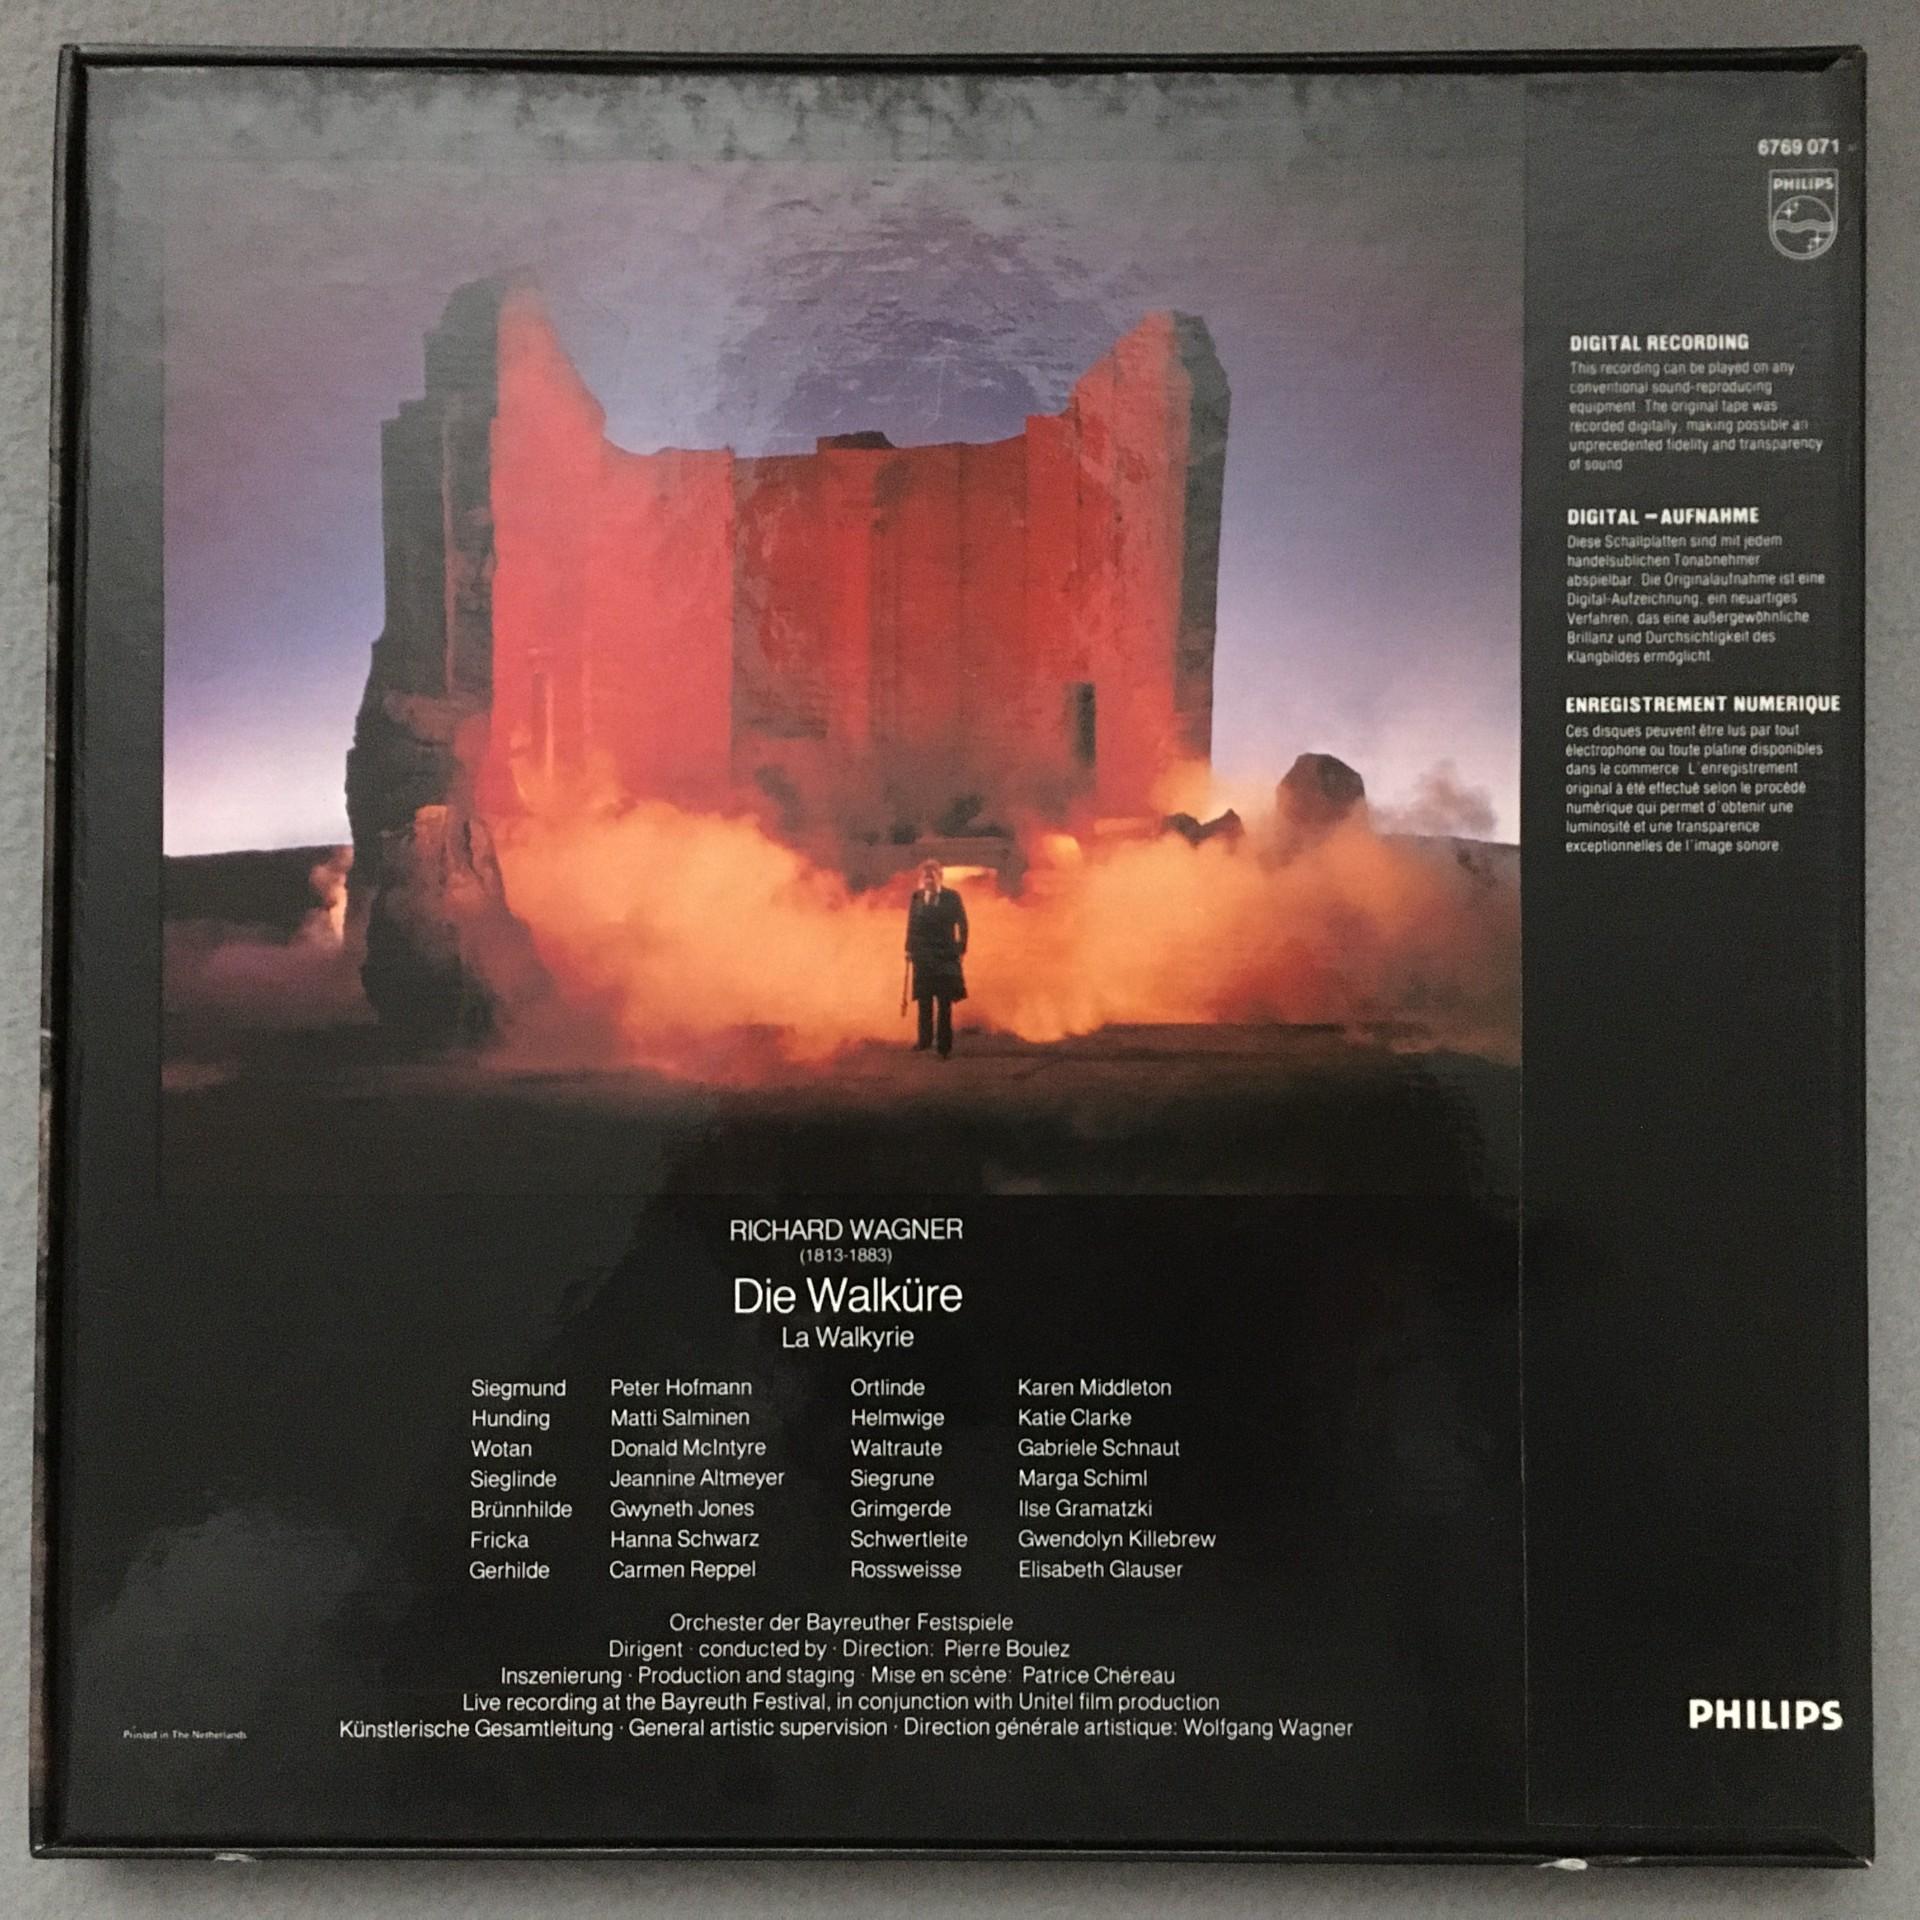 6769 071
PHILIPS
DIGITAL RECORDING
This recording can be played on any
conventional sound-reproducing
equipment. The original tape was
recorded digitally, making possible an
unprecedented fidelity and transparency
of sound
DIGITAL – AUFNAHME
Diese Schallplatten sind mit jedem
handelsüblichen Tonabnehmer
abspielbar. Die Originalaufnahme ist eine
Digital-Aufzeichnung, ein neuartiges
Verfahren, das eine außergewöhnliche
Brillanz und Durchsichtigkeit des
Klangbildes ermöglicht.
ENREGISTREMENT NUMERIQUE
Ces disques peuvent être lus par tout
électrophone ou toute platine disponibles
dans le commerce. L'enregistrement
original à été effectué selon le procédé
numérique qui permet d'obtenir une
luminosité et une transparence
exceptionnelles de l'image sonore.
RICHARD WAGNER
(1813-1883)
Die Walküre
La Walkyrie
Siegmund Peter Hofmann Ortlinde Karen Middleton
Hunding Matti Salminen Helmwige Katie Clarke
Wotan Donald McIntyre Waltraute Gabriele Schnaut
Sieglinde Jeannine Altmeyer Siegrune Marga Schiml
Brünnhilde Gwyneth Jones Grimgerde Ilse Gramatzki
Fricka Hanna Schwarz Schwertleite Gwendolyn Killebrew
Gerhilde Carmen Reppel Rossweisse Elisabeth Glauser
Orchester der Bayreuther Festspiele
Dirigent · conducted by · Direction: Pierre Boulez
Inszenierung · Production and staging · Mise en scène: Patrice Chéreau
Live recording at the Bayreuth Festival, in conjunction with Unitel film production
Künstlerische Gesamtleitung · General artistic supervision · Direction générale artistique: Wolfgang Wagner
Printed in The Netherlands
PHILIPS